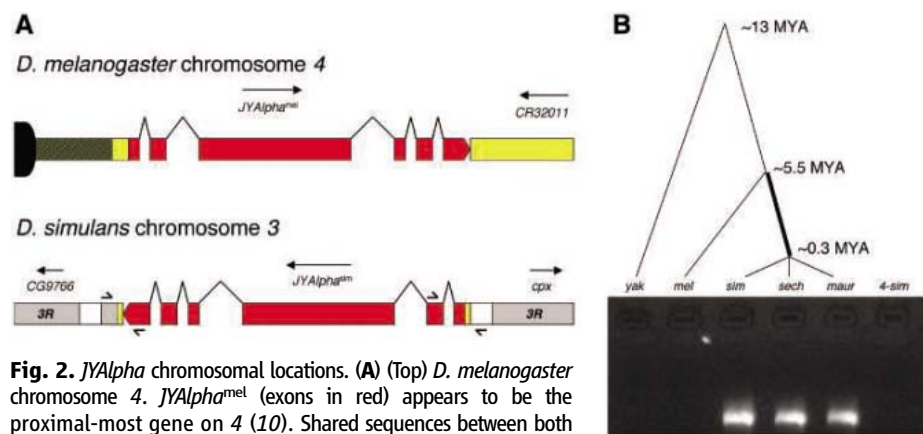 A
D. melanogaster chromosome 4
JYAlpha^mel
CR32011
D. simulans chromosome 3
CG9766
JYAlpha^sim
cpx
3R
3R
B
~13 MYA
~5.5 MYA
~0.3 MYA
yak mel sim sech maur 4-sim
Fig. 2. JYAlpha chromosomal locations. (A) (Top) D. melanogaster
chromosome 4. JYAlpha^mel (exons in red) appears to be the
proximal-most gene on 4 (10). Shared sequences between both